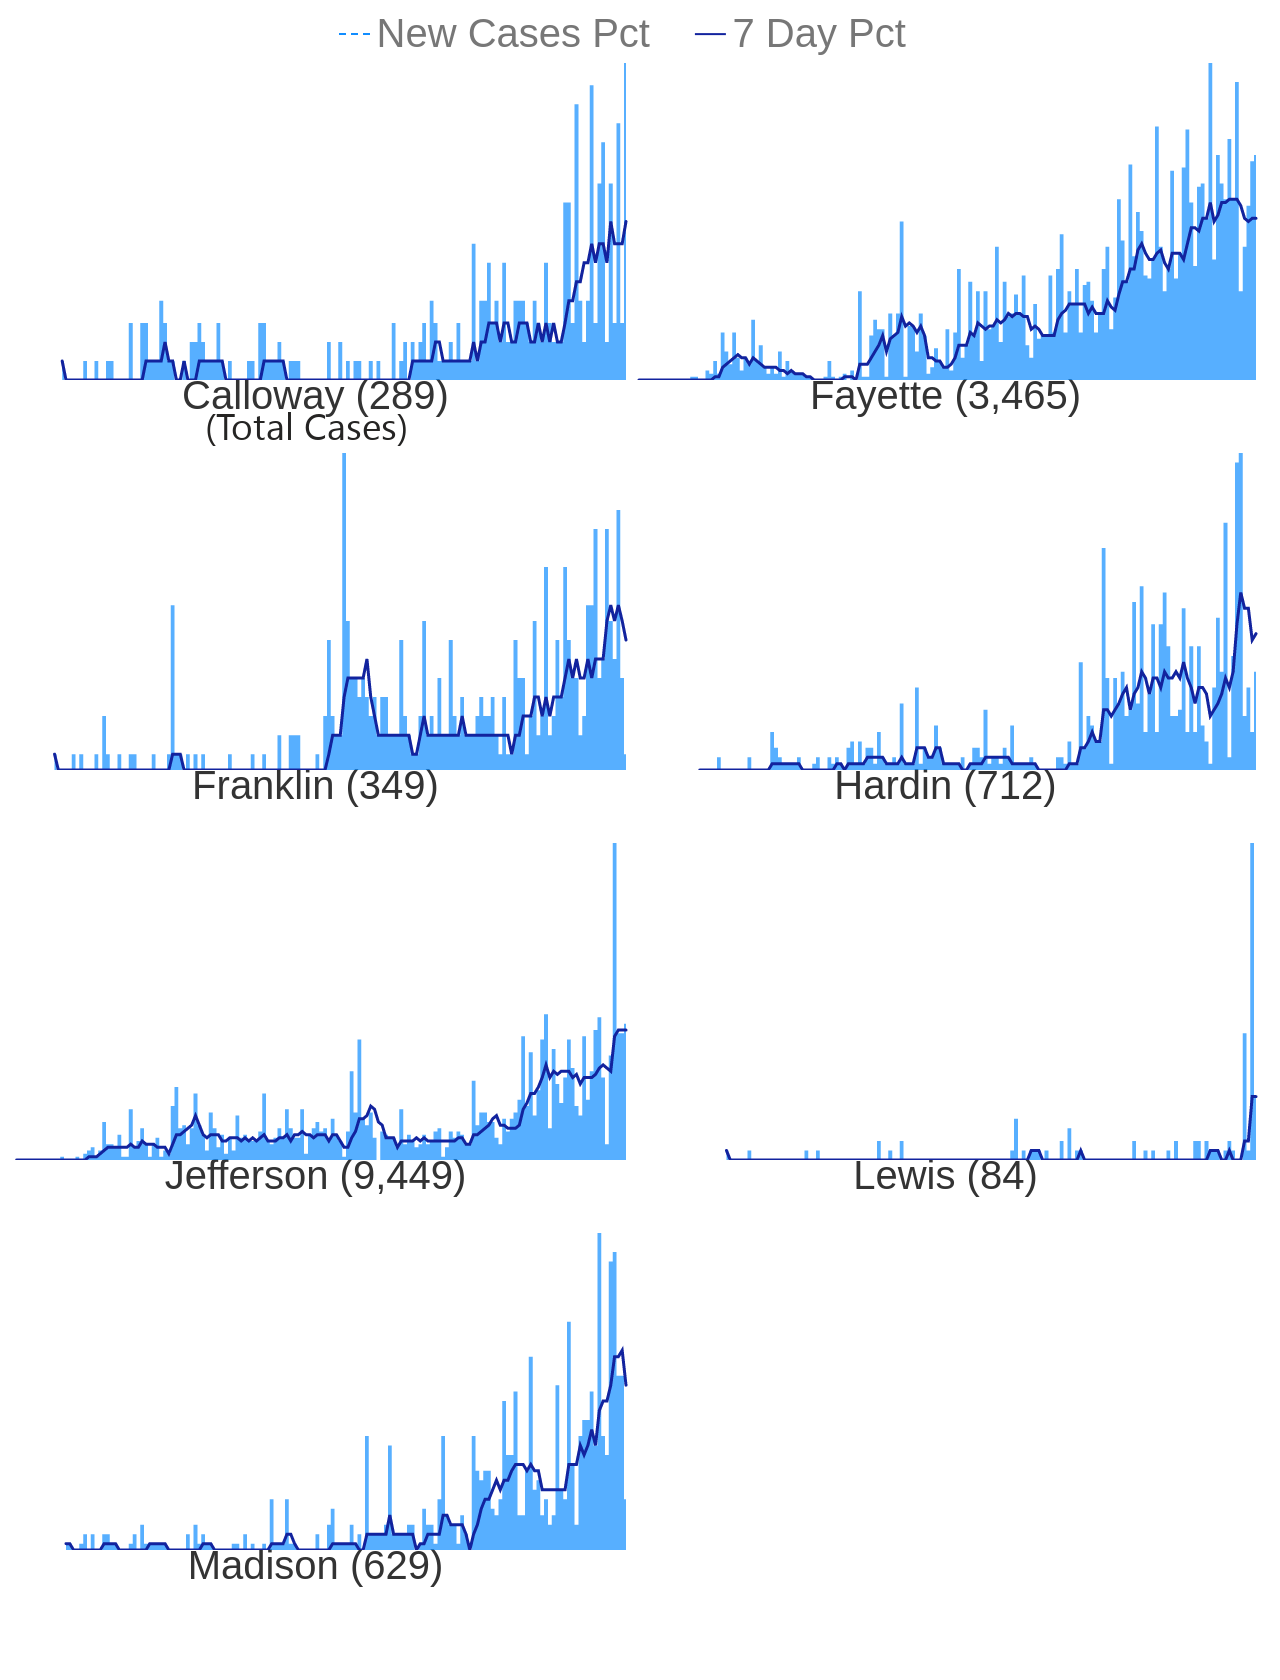 New Cases Pct 7 Day Pct
Calloway (289) Fayette (3,465)
(Total Cases)
Franklin (349) Hardin (712)
Jefferson (9,449) Lewis (84)
Madison (629)